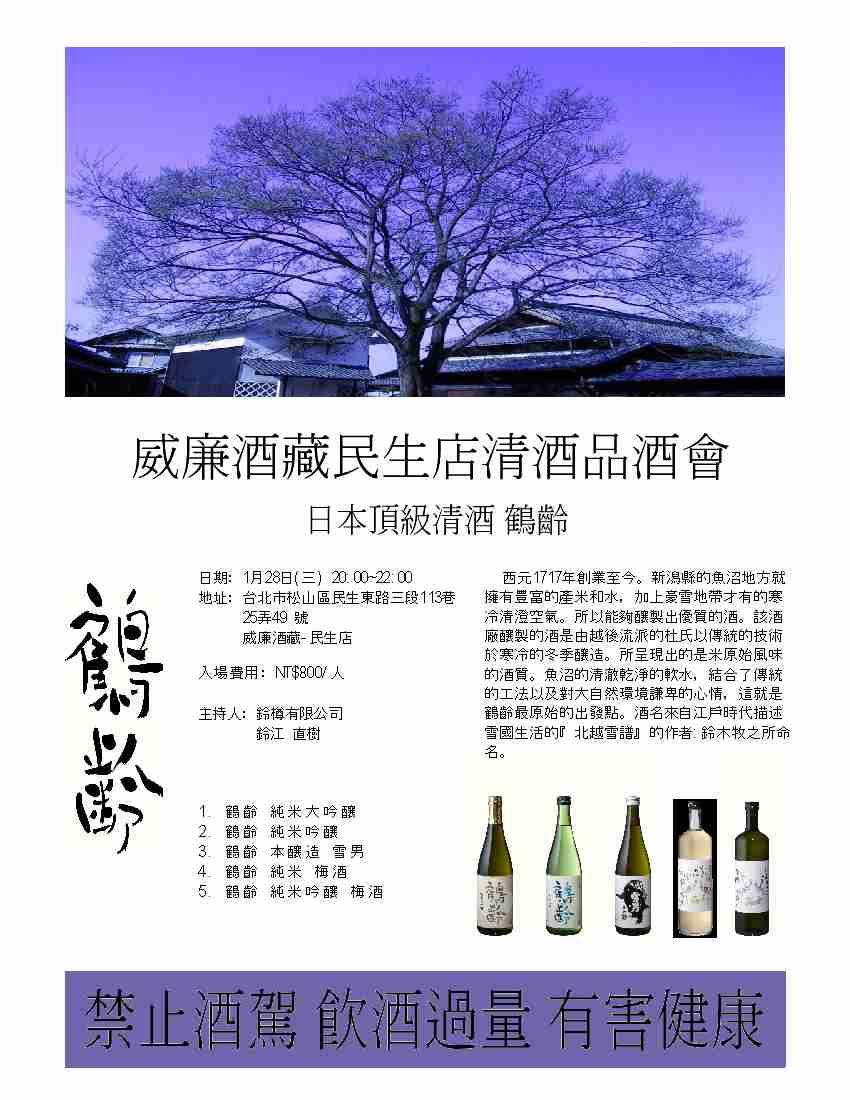 威廉酒藏民生店清酒品酒會
日本頂級清酒 鶴齡
鶴齡
日期: 1月28日(三) 20:00~22:00
地址: 台北市松山區民生東路三段113巷
25弄49 號
威廉酒藏-民生店
入場費用: NT$800/人
主持人: 鈴樽有限公司
鈴江 直樹
1. 鶴齡 純米大吟釀
2. 鶴齡 純米吟釀
3. 鶴齡 本釀造 雪男
4. 鶴齡 純米 梅酒
5. 鶴齡 純米吟釀 梅酒
西元1717年創業至今。新潟縣的魚沼地方就
擁有豐富的產米和水，加上豪雪地帶才有的寒
冷清澄空氣。所以能夠釀製出優質的酒。該酒
廠釀製的酒是由越後流派的杜氏以傳統的技術
於寒冷的冬季釀造。所呈現出的是米原始風味
的酒質。魚沼的清澈乾淨的軟水，結合了傳統
的工法以及對大自然環境謙卑的心情，這就是
鶴齡最原始的出發點。酒名來自江戶時代描述
雪國生活的『北越雪譜』的作者:鈴木牧之所命
名。
鶴齡
鶴齡
禁止酒駕 飲酒過量 有害健康